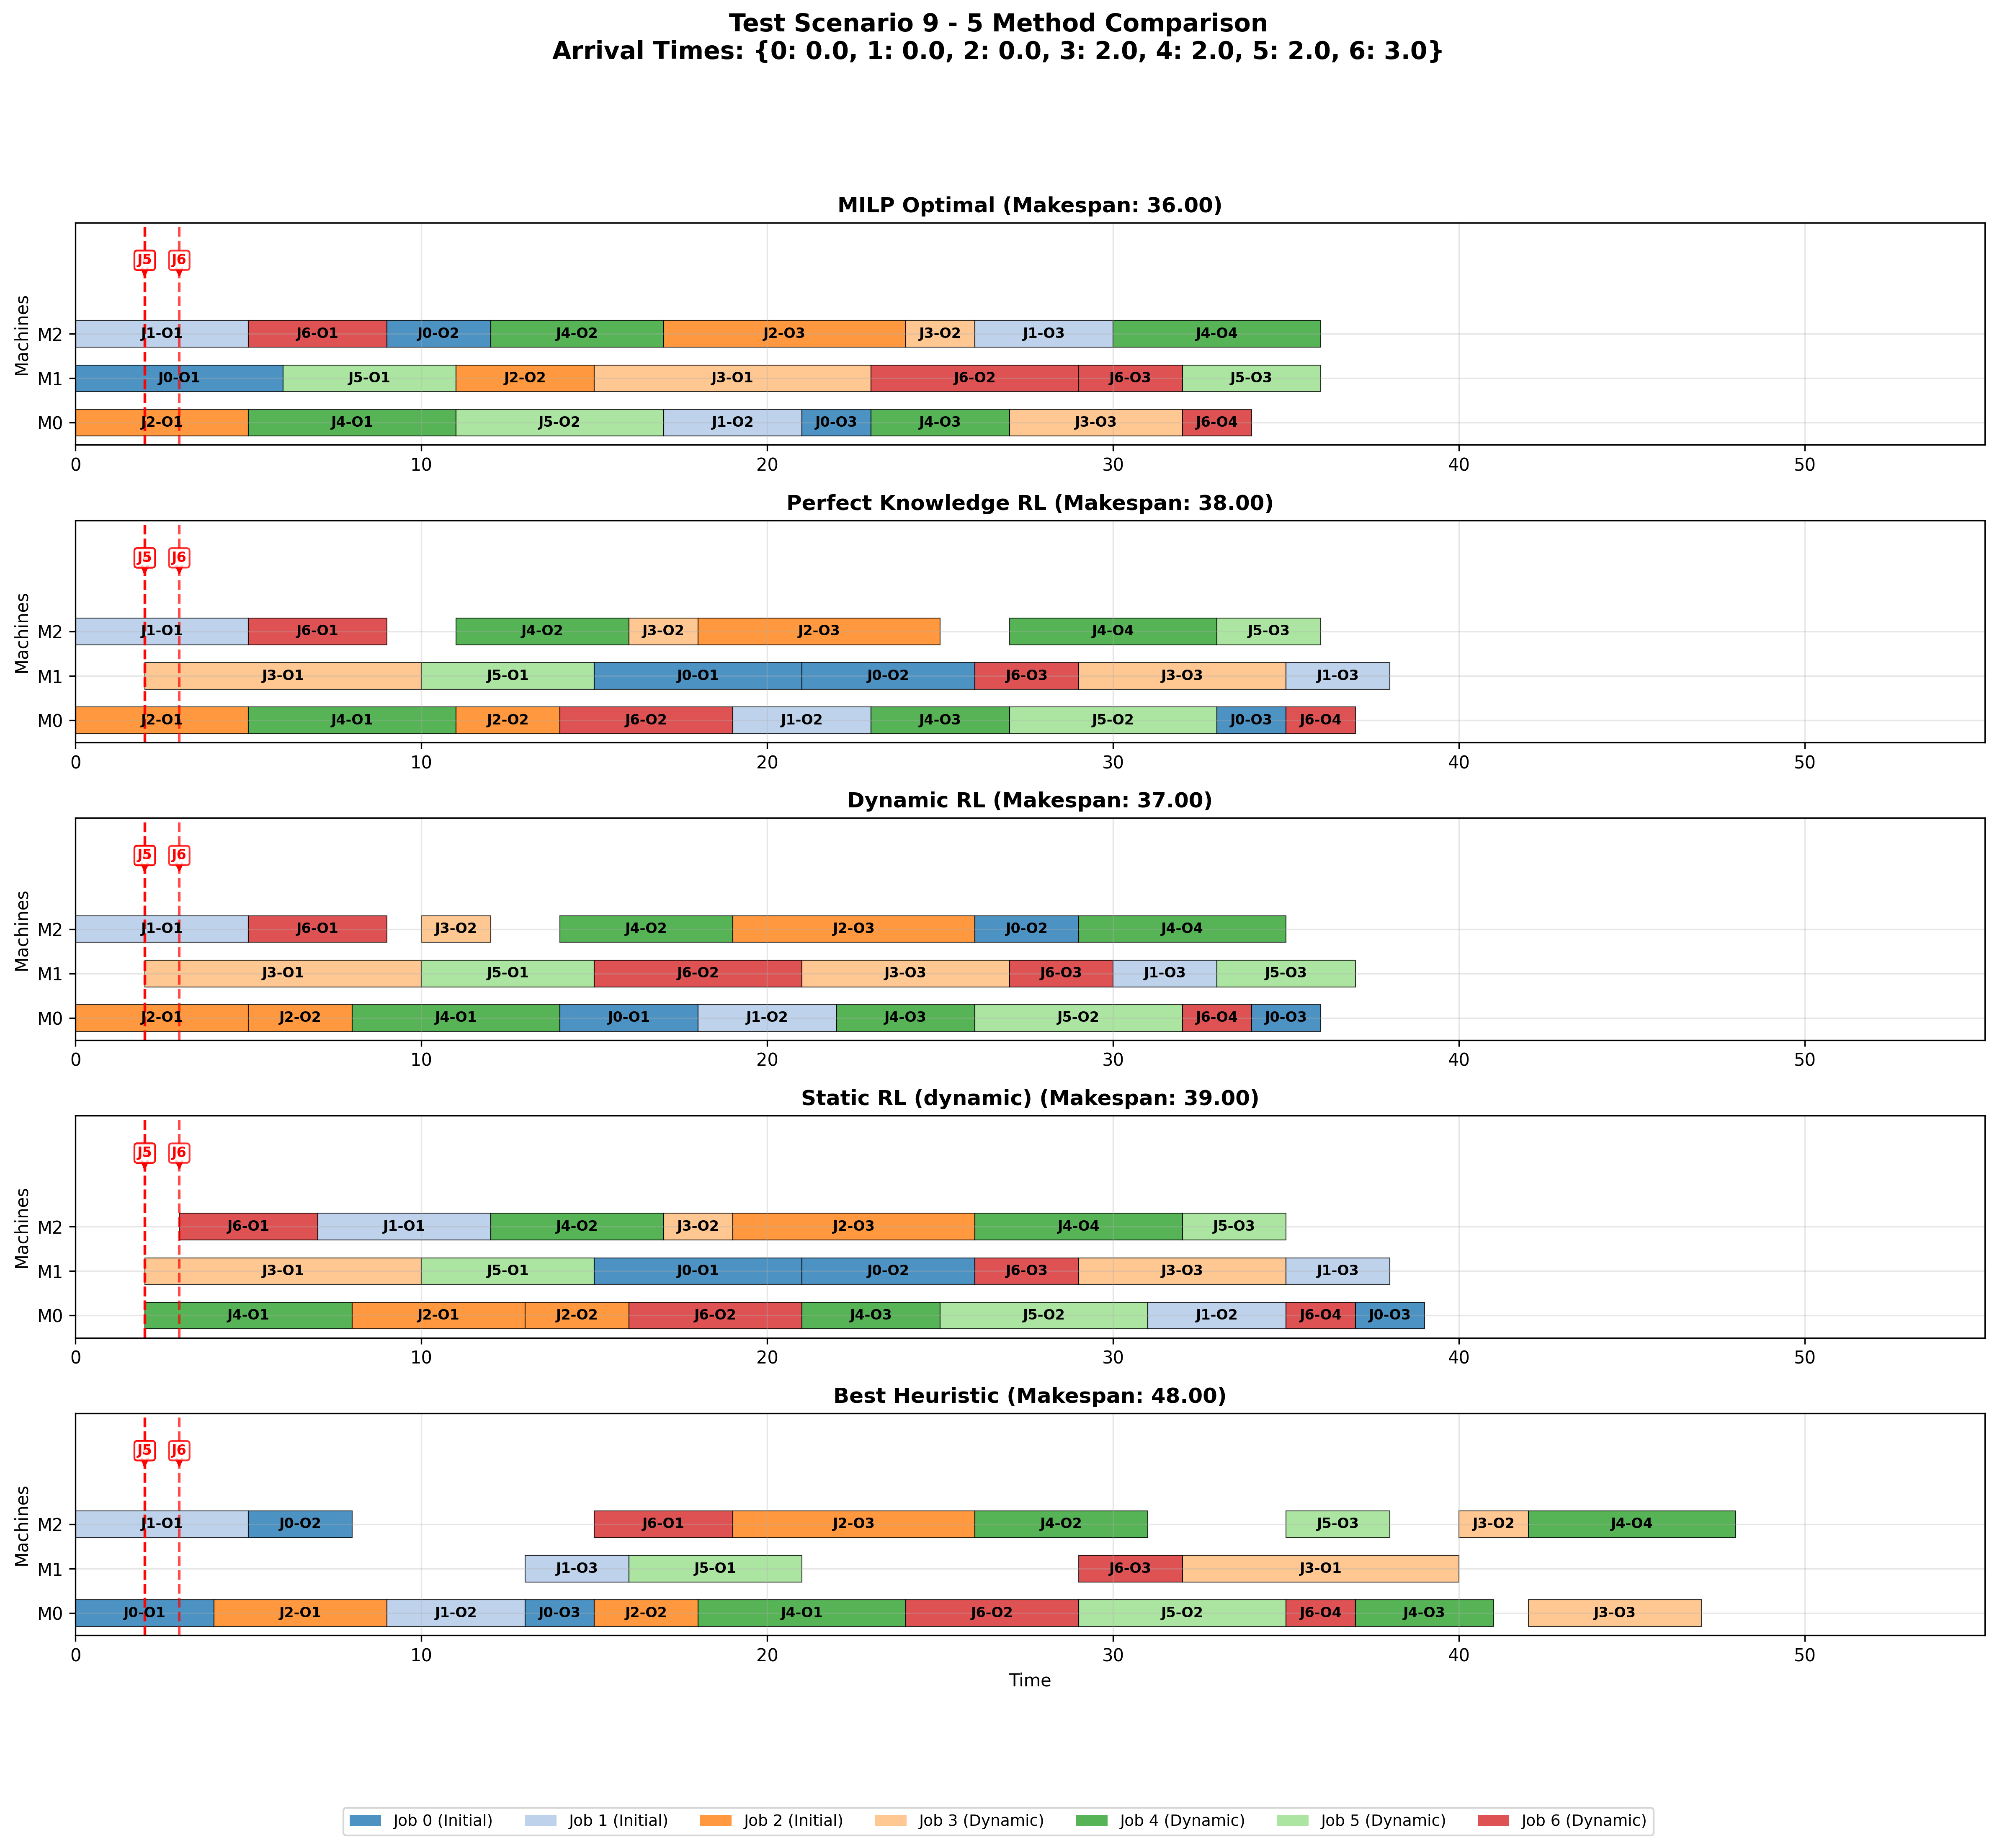 Test Scenario 9 - 5 Method Comparison
Arrival Times: {0: 0.0, 1: 0.0, 2: 0.0, 3: 2.0, 4: 2.0, 5: 2.0, 6: 3.0}
MILP Optimal (Makespan: 36.00)
J5 J6
Machines
M2 J1-O1 J6-O1 J0-O2 J4-O2 J2-O3 J3-O2 J1-O3 J4-O4
M1 J0-O1 J5-O1 J2-O2 J3-O1 J6-O2 J6-O3 J5-O3
M0 J2-O1 J4-O1 J5-O2 J1-O2 J0-O3 J4-O3 J3-O3 J6-O4
0 10 20 30 40 50
Perfect Knowledge RL (Makespan: 38.00)
J5 J6
Machines
M2 J1-O1 J6-O1 J4-O2 J3-O2 J2-O3 J4-O4 J5-O3
M1 J3-O1 J5-O1 J0-O1 J0-O2 J6-O3 J3-O3 J1-O3
M0 J2-O1 J4-O1 J2-O2 J6-O2 J1-O2 J4-O3 J5-O2 J0-O3 J6-O4
0 10 20 30 40 50
Dynamic RL (Makespan: 37.00)
J5 J6
Machines
M2 J1-O1 J6-O1 J3-O2 J4-O2 J2-O3 J0-O2 J4-O4
M1 J3-O1 J5-O1 J6-O2 J3-O3 J6-O3 J1-O3 J5-O3
M0 J2-O1 J2-O2 J4-O1 J0-O1 J1-O2 J4-O3 J5-O2 J6-O4 J0-O3
0 10 20 30 40 50
Static RL (dynamic) (Makespan: 39.00)
J5 J6
Machines
M2 J6-O1 J1-O1 J4-O2 J3-O2 J2-O3 J4-O4 J5-O3
M1 J3-O1 J5-O1 J0-O1 J0-O2 J6-O3 J3-O3 J1-O3
M0 J4-O1 J2-O1 J2-O2 J6-O2 J4-O3 J5-O2 J1-O2 J6-O4 J0-O3
0 10 20 30 40 50
Best Heuristic (Makespan: 48.00)
J5 J6
Machines
M2 J1-O1 J0-O2 J6-O1 J2-O3 J4-O2 J5-O3 J3-O2 J4-O4
M1 J1-O3 J5-O1 J6-O3 J3-O1
M0 J0-O1 J2-O1 J1-O2 J0-O3 J2-O2 J4-O1 J6-O2 J5-O2 J6-O4 J4-O3 J3-O3
0 10 20 30 40 50
Time
Job 0 (Initial) Job 1 (Initial) Job 2 (Initial) Job 3 (Dynamic) Job 4 (Dynamic) Job 5 (Dynamic) Job 6 (Dynamic)